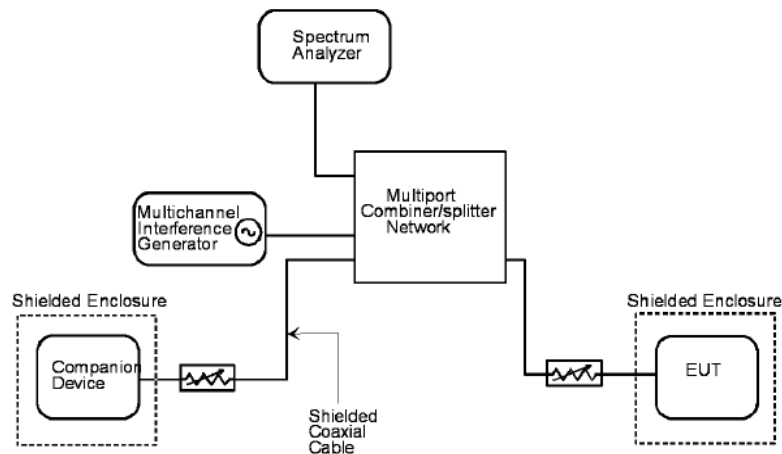 Spectrum
Analyzer
Multiport
Combiner/splitter
Network
Multichannel
Interference
Generator
Shielded Enclosure
Companion
Device
Shielded
Coaxial
Cable
Shielded Enclosure
EUT